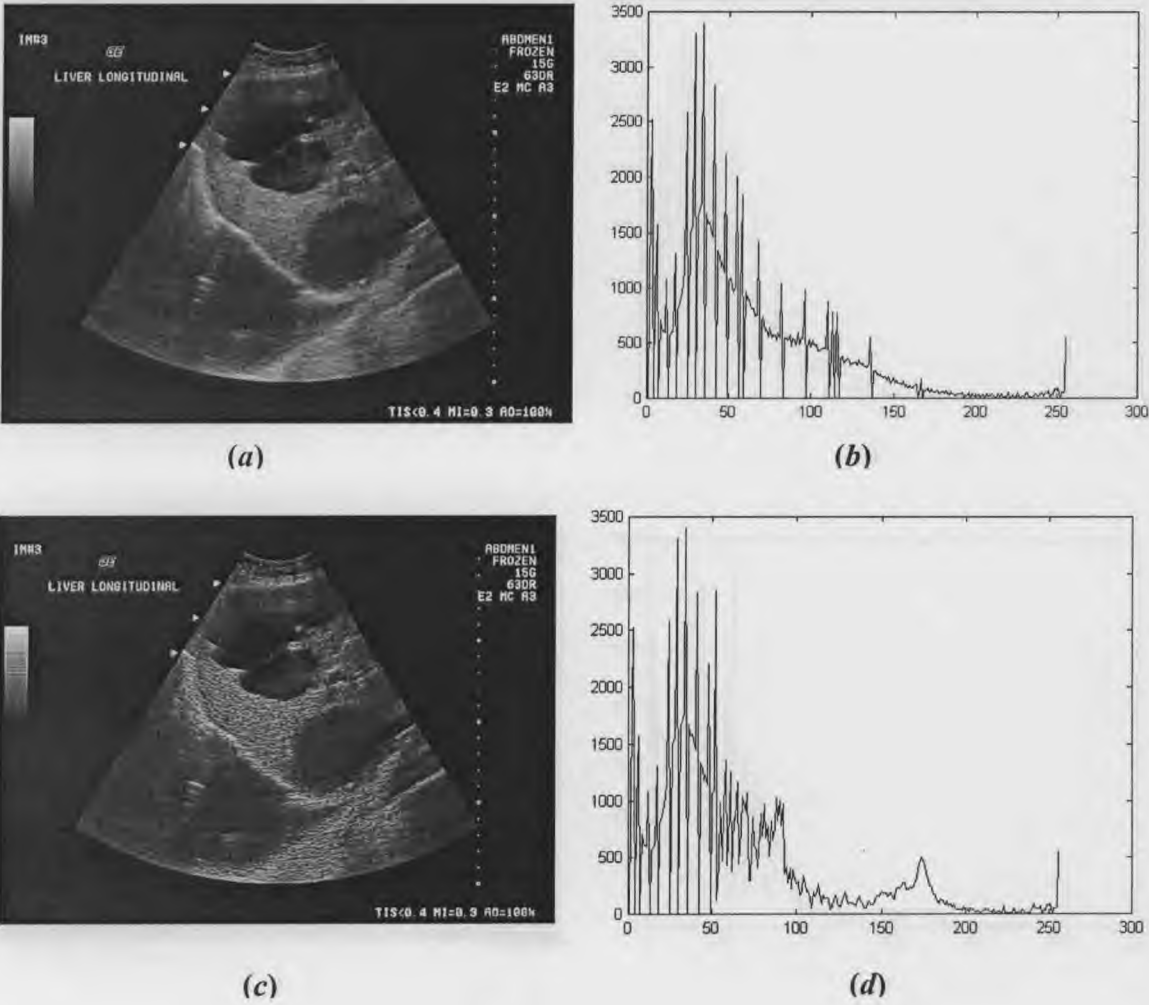 IM#3
GE
LIVER LONGITUDINAL
ABDMEN1
FROZEN
15G
63DR
E2 MC A3
TIS<0.4 MI=0.3 AO=100%
(a)
3500
3000
2500
2000
1500
1000
500
0
0 50 100 150 200 250 300
(b)
IM#3
GE
LIVER LONGITUDINAL
ABDMEN1
FROZEN
15G
63DR
E2 MC A3
TIS<0.4 MI=0.3 AO=100%
(c)
3500
3000
2500
2000
1500
1000
500
0
0 50 100 150 200 250 300
(d)